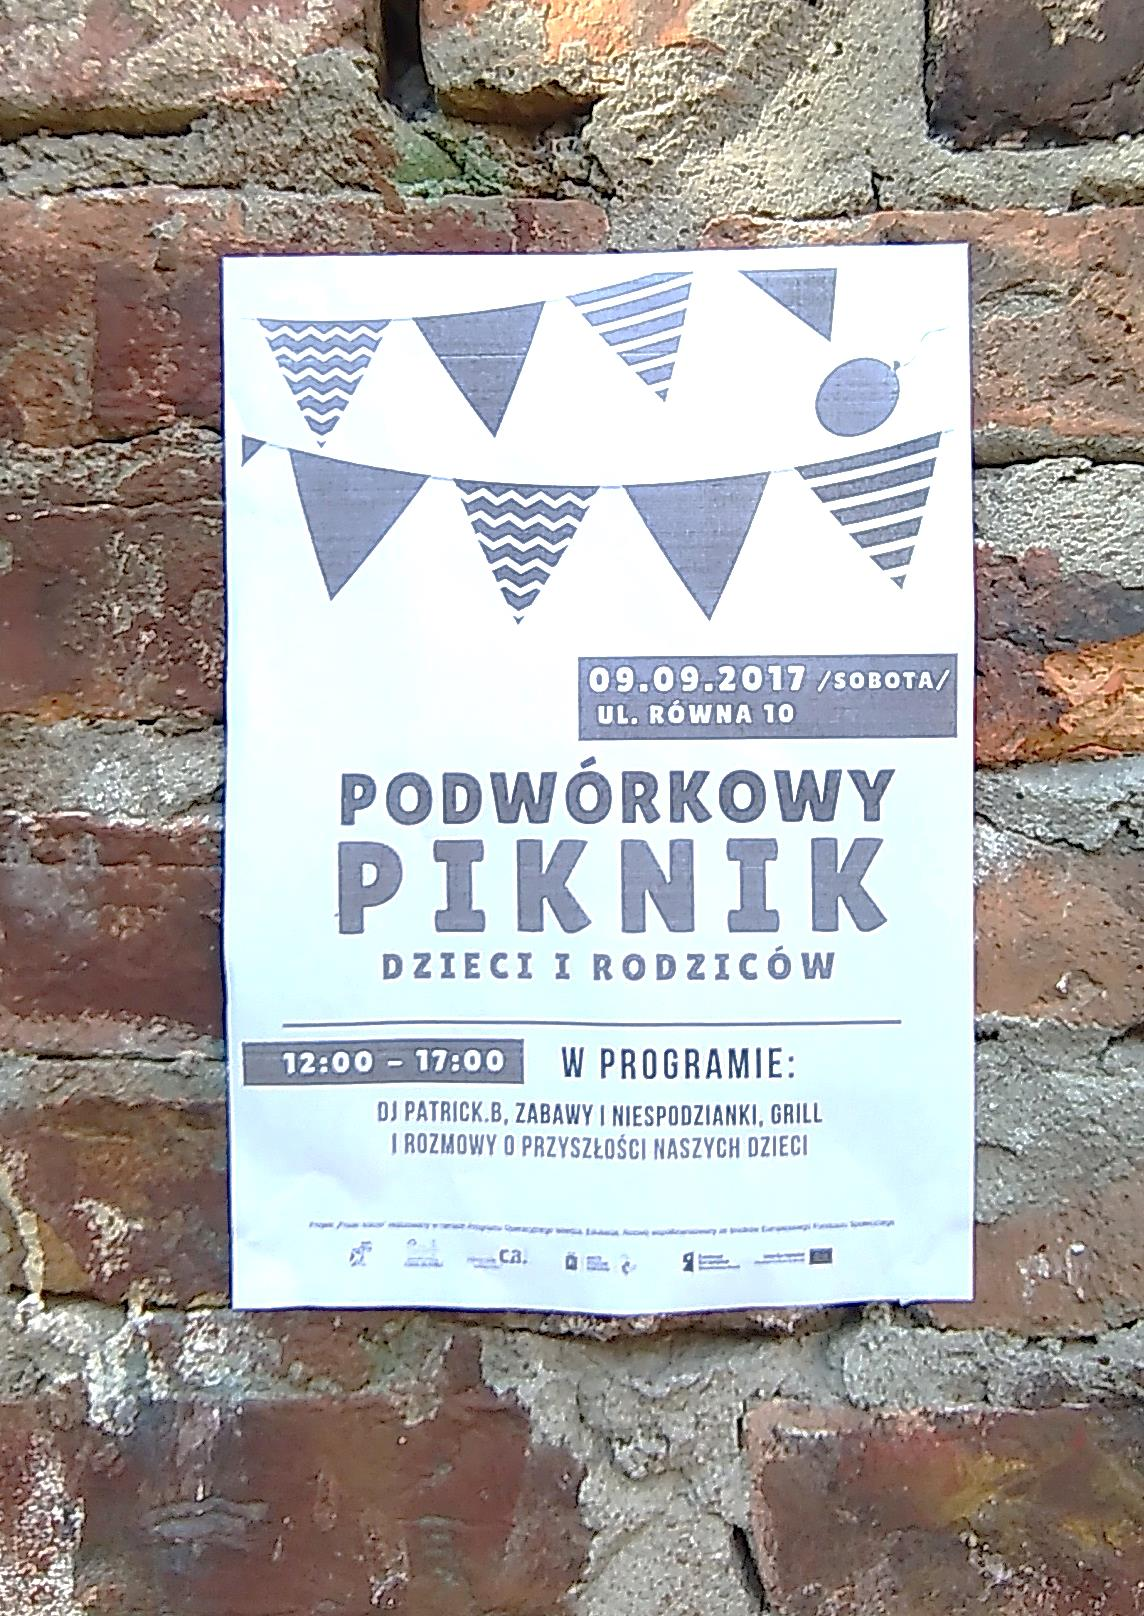 09.09.2017 /SOBOTA/
UL. RÓWNA 10
PODWÓRKOWY
PIKNIK
DZIECI I RODZICÓW
12:00 – 17:00 W PROGRAMIE:
DJ PATRICK.B, ZABAWY I NIESPODZIANKI, GRILL
I ROZMOWY O PRZYSZŁOŚCI NASZYCH DZIECI
ca.